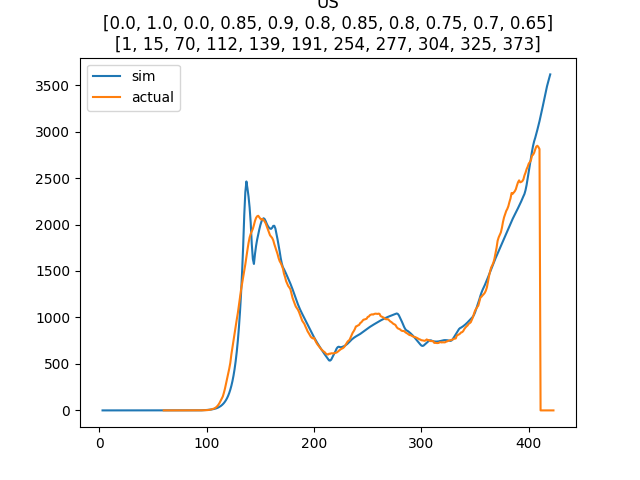 US
[0.0, 1.0, 0.0, 0.85, 0.9, 0.8, 0.85, 0.8, 0.75, 0.7, 0.65]
[1, 15, 70, 112, 139, 191, 254, 277, 304, 325, 373]
sim
actual
3500
3000
2500
2000
1500
1000
500
0
0 100 200 300 400